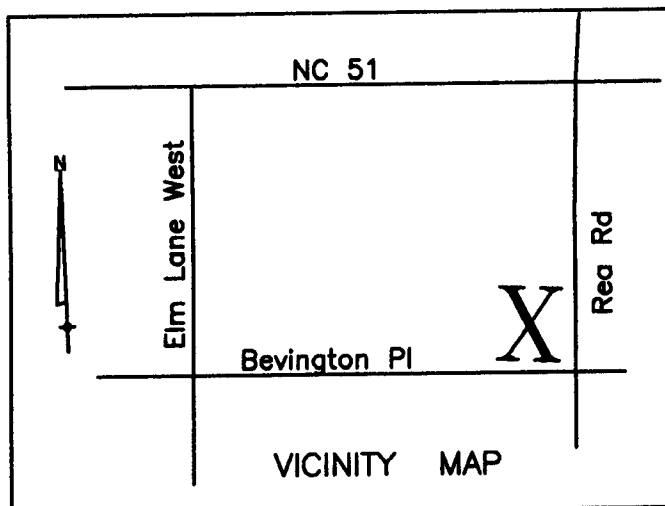 NC 51
N
Elm Lane West
Rea Rd
X
Bevington Pl
VICINITY MAP